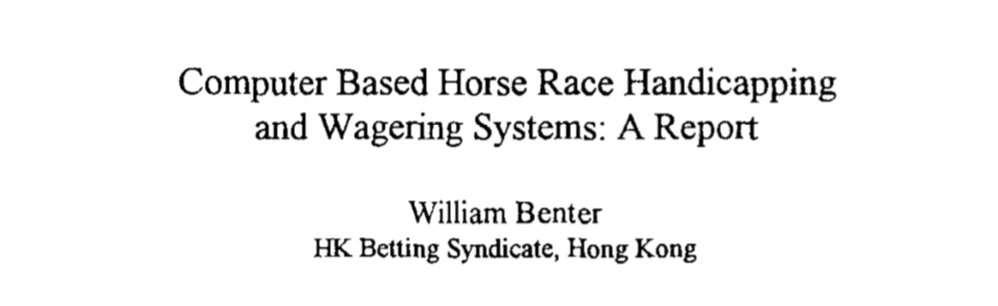 Computer Based Horse Race Handicapping
and Wagering Systems: A Report
William Benter
HK Betting Syndicate, Hong Kong